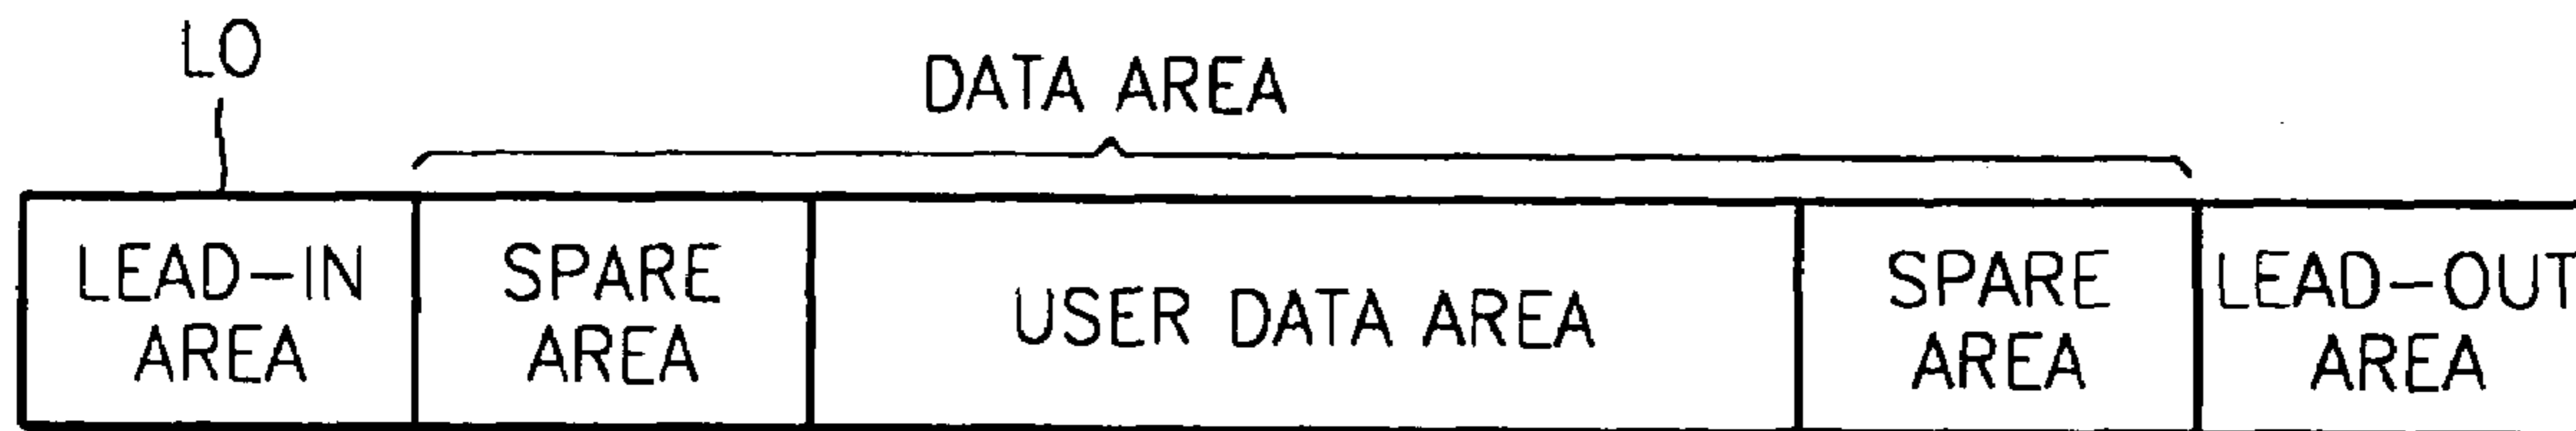 LO
DATA AREA
LEAD-IN
AREA
SPARE
AREA
USER DATA AREA
SPARE
AREA
LEAD-OUT
AREA